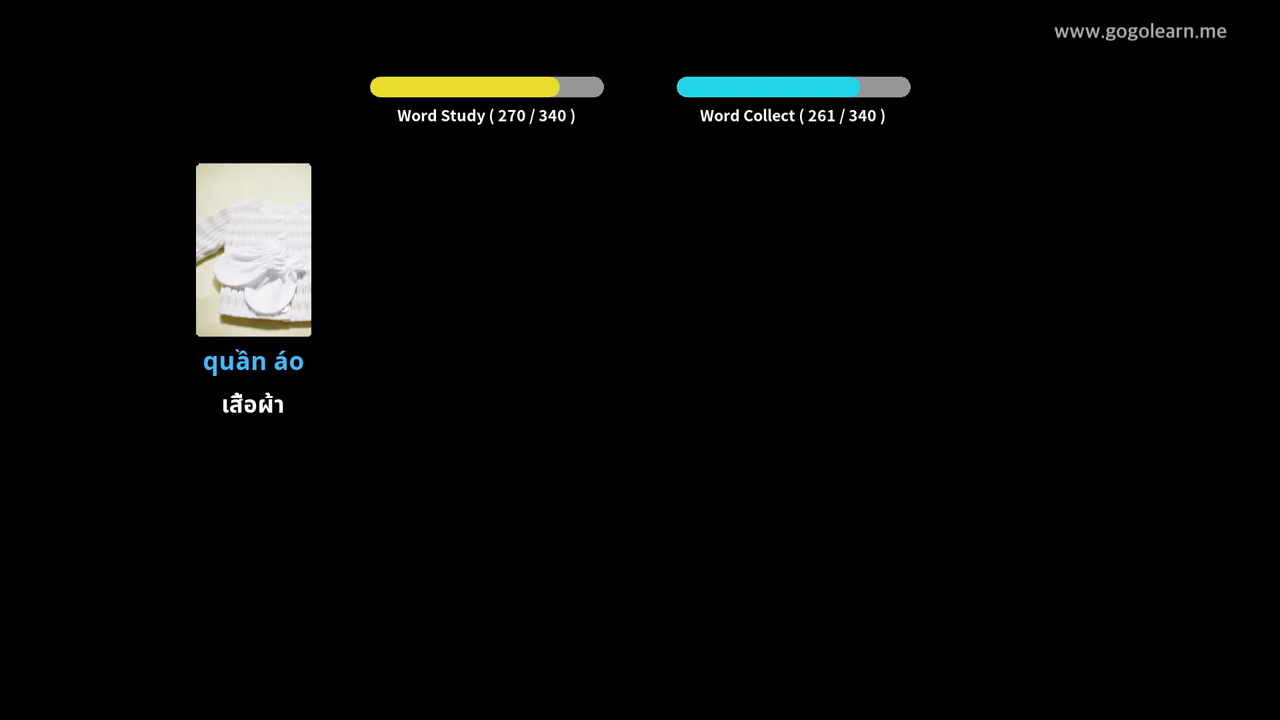 www.gogolearn.me
Word Study ( 270 / 340 )
Word Collect ( 261 / 340 )
quần áo
เสื้อผ้า